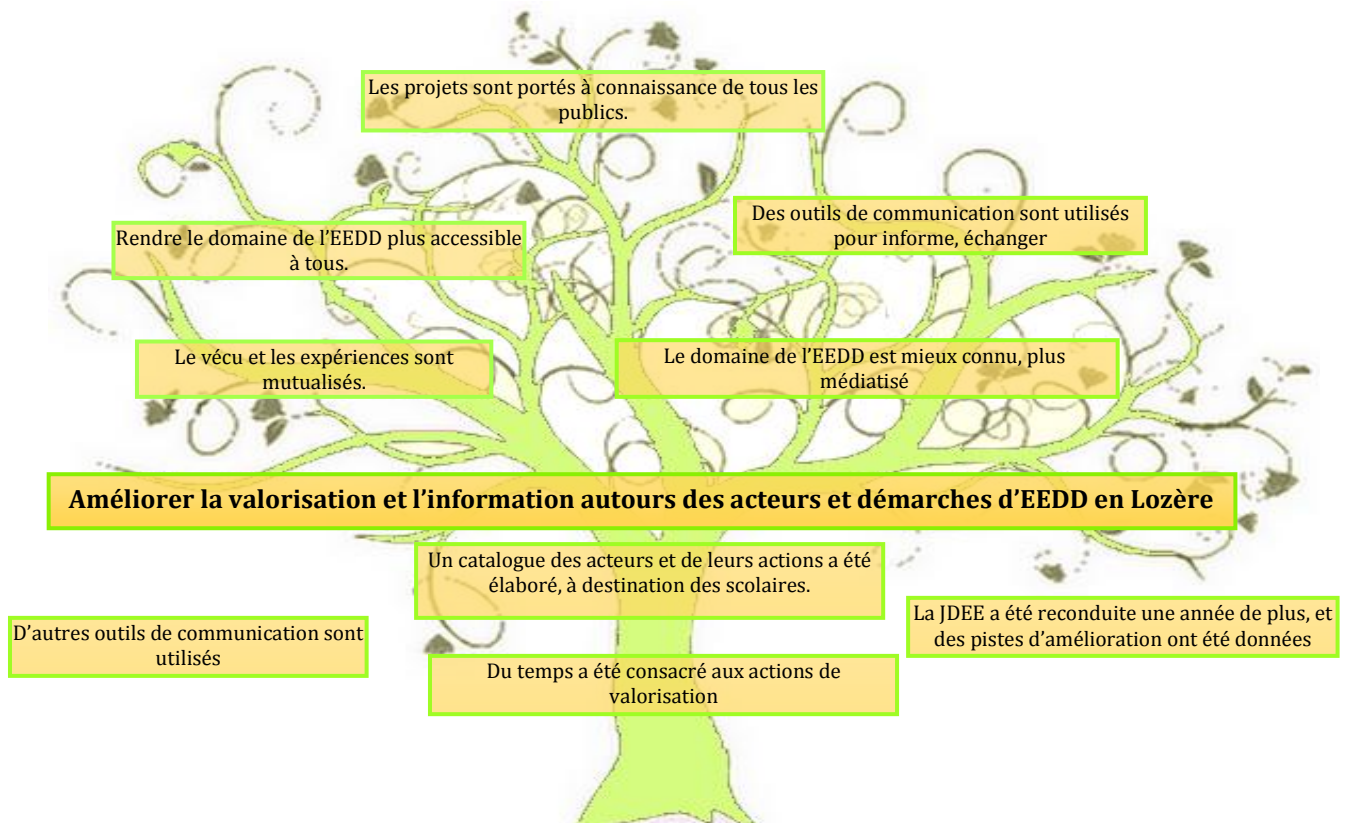 Les projets sont portés à connaissance de tous les
publics.
Rendre le domaine de l'EEDD plus accessible
à tous.
Des outils de communication sont utilisés
pour informe, échanger
Le vécu et les expériences sont
mutualisés.
Le domaine de l'EEDD est mieux connu, plus
médiatisé
Améliorer la valorisation et l'information autours des acteurs et démarches d'EEDD en Lozère
Un catalogue des acteurs et de leurs actions a été
élaboré, à destination des scolaires.
D'autres outils de communication sont
utilisés
La JDEE a été reconduite une année de plus, et
des pistes d'amélioration ont été données
Du temps a été consacré aux actions de
valorisation